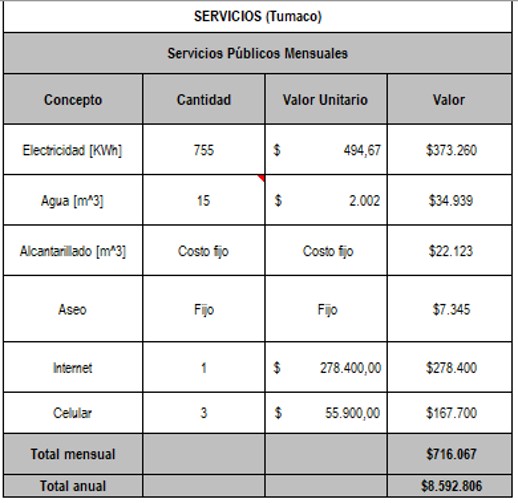 SERVICIOS (Tumaco)
Servicios Públicos Mensuales
Concepto Cantidad Valor Unitario Valor
Electricidad [KWh] 755 $ 494,67 $373.260
Agua [m^3] 15 $ 2.002 $34.939
Alcantarillado [m^3] Costo fijo Costo fijo $22.123
Aseo Fijo Fijo $7.345
Internet 1 $ 278.400,00 $278.400
Celular 3 $ 55.900,00 $167.700
Total mensual $716.067
Total anual $8.592.806